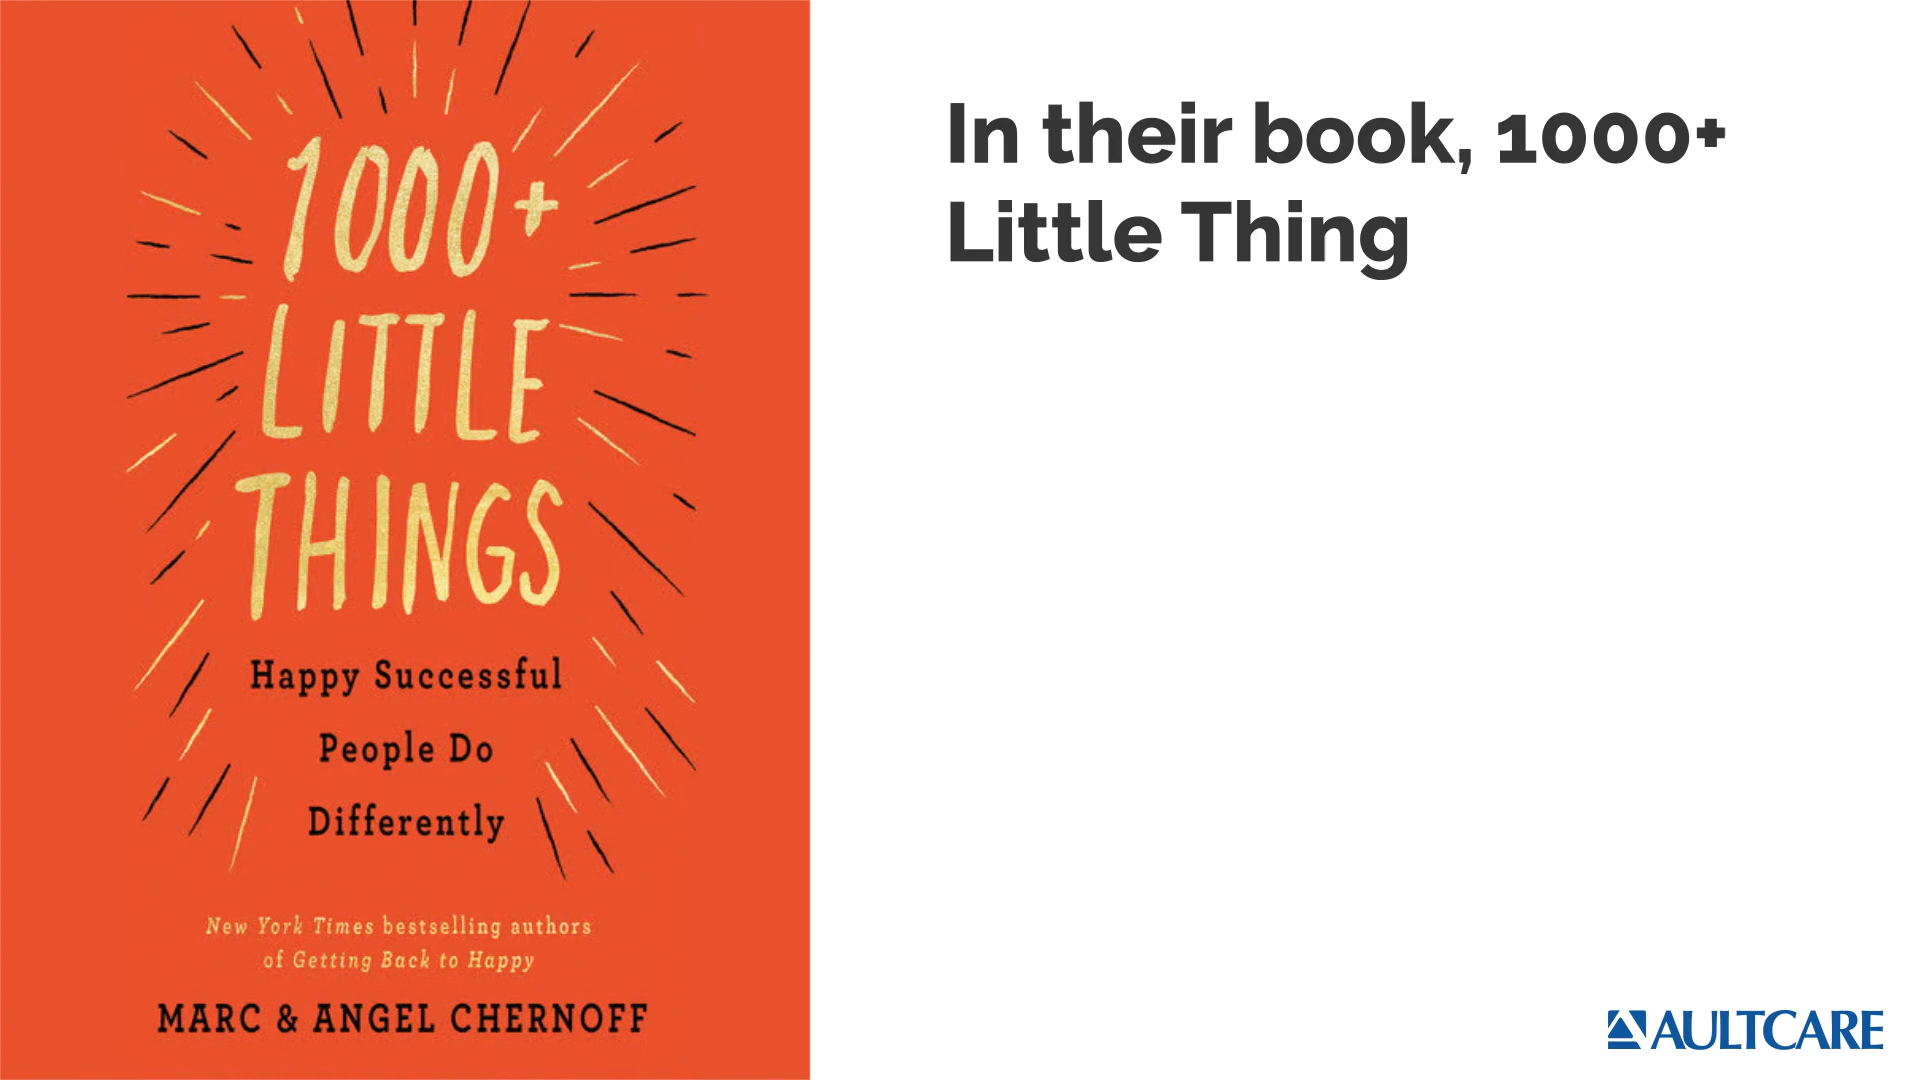 1000+
LITTLE
THINGS
Happy Successful
People Do
Differently
New York Times bestselling authors
of Getting Back to Happy
MARC & ANGEL CHERNOFF
In their book, 1000+
Little Thing
AULTCARE